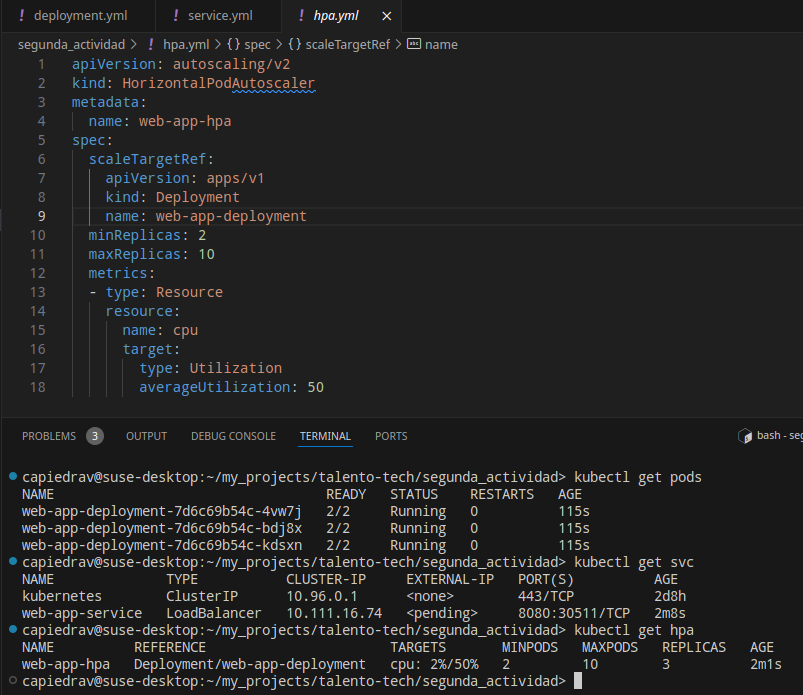 ! deployment.yml ! service.yml ! hpa.yml ×
segunda_actividad > ! hpa.yml > {} spec > {} scaleTargetRef > abc name
1 apiVersion: autoscaling/v2
2 kind: HorizontalPodAutoscaler
3 metadata:
4 name: web-app-hpa
5 spec:
6 scaleTargetRef:
7 apiVersion: apps/v1
8 kind: Deployment
9 name: web-app-deployment
10 minReplicas: 2
11 maxReplicas: 10
12 metrics:
13 - type: Resource
14 resource:
15 name: cpu
16 target:
17 type: Utilization
18 averageUtilization: 50
PROBLEMS 3 OUTPUT DEBUG CONSOLE TERMINAL PORTS bash - seg
capiedrav@suse-desktop:~/my_projects/talento-tech/segunda_actividad> kubectl get pods
NAME READY STATUS RESTARTS AGE
web-app-deployment-7d6c69b54c-4vw7j 2/2 Running 0 115s
web-app-deployment-7d6c69b54c-bdj8x 2/2 Running 0 115s
web-app-deployment-7d6c69b54c-kdsxn 2/2 Running 0 115s
capiedrav@suse-desktop:~/my_projects/talento-tech/segunda_actividad> kubectl get svc
NAME TYPE CLUSTER-IP EXTERNAL-IP PORT(S) AGE
kubernetes ClusterIP 10.96.0.1 <none> 443/TCP 2d8h
web-app-service LoadBalancer 10.111.16.74 <pending> 8080:30511/TCP 2m8s
capiedrav@suse-desktop:~/my_projects/talento-tech/segunda_actividad> kubectl get hpa
NAME REFERENCE TARGETS MINPODS MAXPODS REPLICAS AGE
web-app-hpa Deployment/web-app-deployment cpu: 2%/50% 2 10 3 2m1s
capiedrav@suse-desktop:~/my_projects/talento-tech/segunda_actividad>